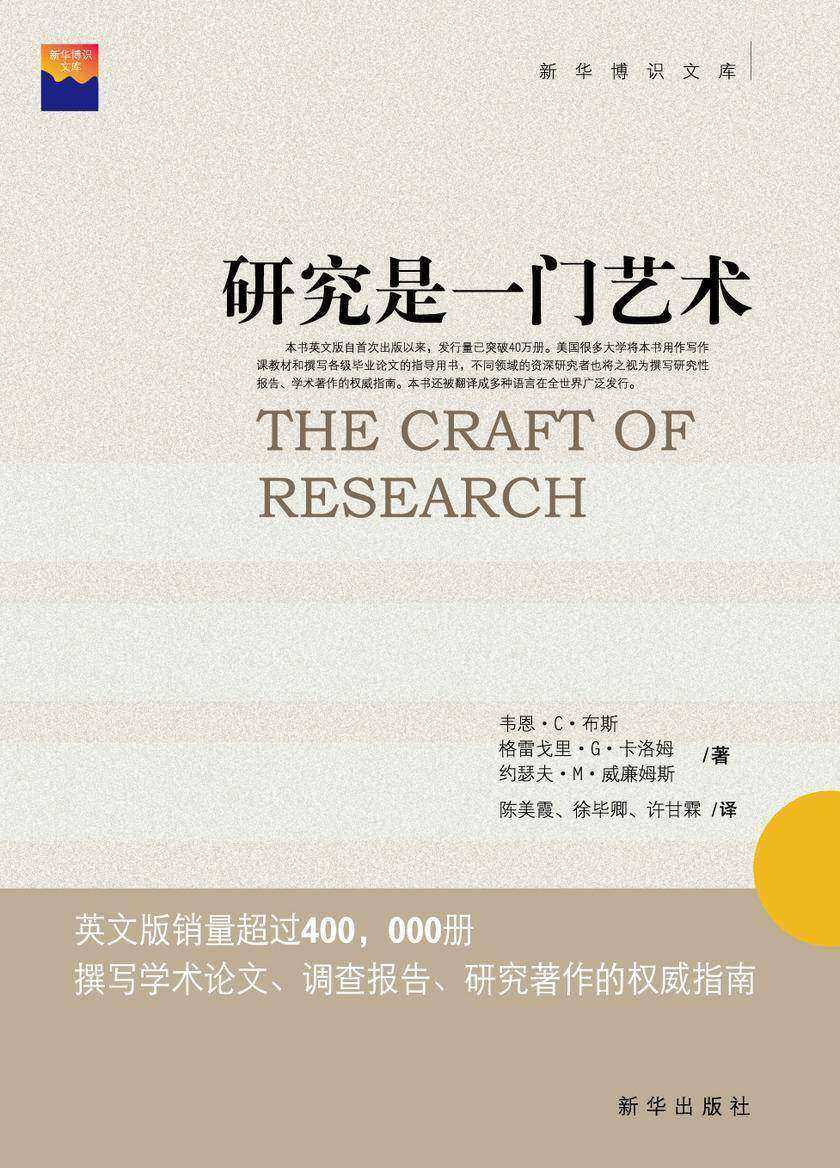 新华博识
文库
新华博识文库
研究是一门艺术
本书英文版自首次出版以来，发行量已突破40万册。美国很多大学将本书用作写作
课教材和撰写各级毕业论文的指导用书，不同领域的资深研究者也将之视为撰写研究性
报告、学术著作的权威指南。本书还被翻译成多种语言在全世界广泛发行。
THE CRAFT OF
RESEARCH
韦恩·C·布斯
格雷戈里·G·卡洛姆
约瑟夫·M·威廉姆斯
/著
陈美霞、徐毕卿、许甘霖 /译
英文版销量超过400，000册
撰写学术论文、调查报告、研究著作的权威指南
新华出版社